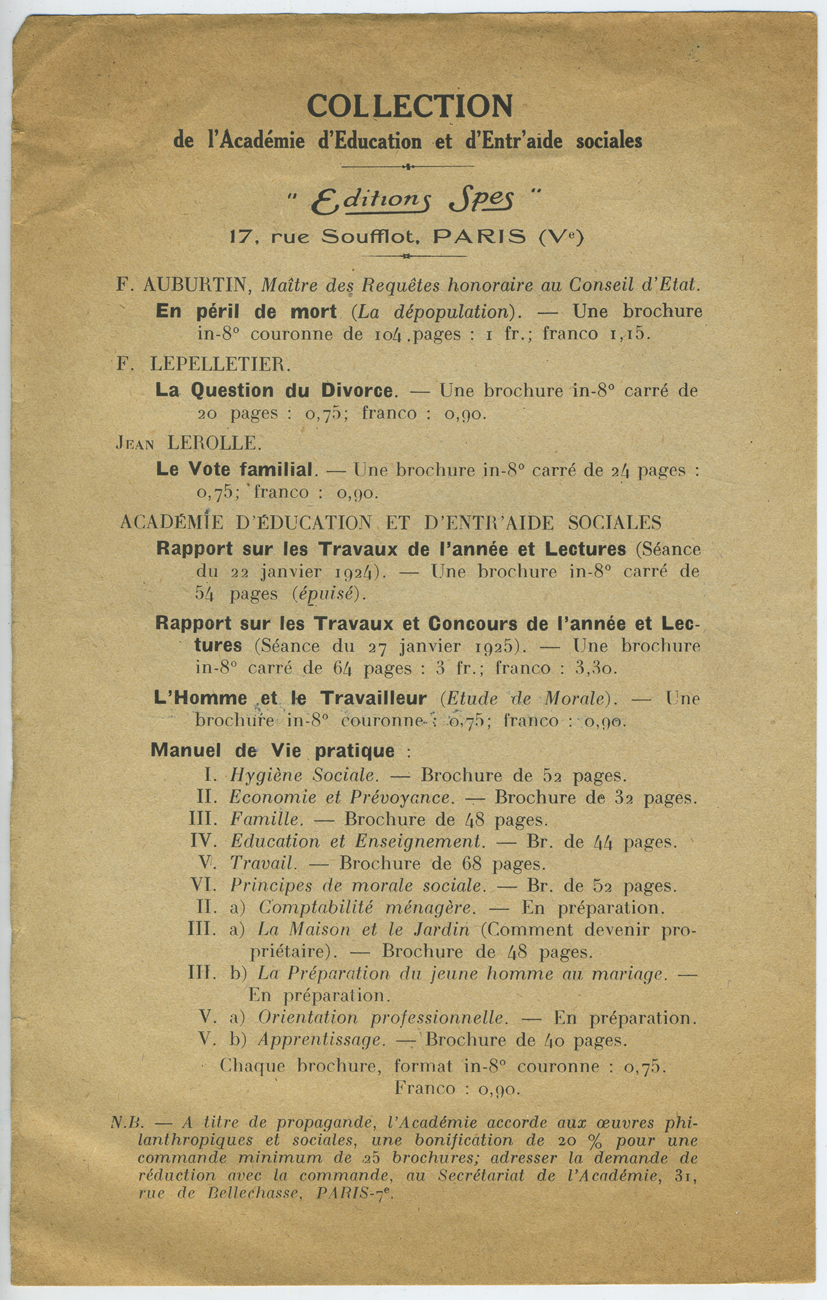 COLLECTION
de l'Académie d'Education et d'Entr'aide sociales
" Editions Spes "
17, rue Soufflot, PARIS (Ve)
F. AUBURTIN, Maître des Requêtes honoraire au Conseil d'Etat.
En péril de mort (La dépopulation). — Une brochure
in-8° couronne de 104 pages : 1 fr.; franco 1,15.
F. LEPELLETIER.
La Question du Divorce. — Une brochure in-8° carré de
20 pages : 0,75; franco : 0,90.
JEAN LEROLLE.
Le Vote familial. — Une brochure in-8° carré de 24 pages :
0,75; franco : 0,90.
ACADÉMIE D'ÉDUCATION ET D'ENTR'AIDE SOCIALES
Rapport sur les Travaux de l'année et Lectures (Séance
du 22 janvier 1924). — Une brochure in-8° carré de
54 pages (épuisé).
Rapport sur les Travaux et Concours de l'année et Lec-
tures (Séance du 27 janvier 1925). — Une brochure
in-8° carré de 64 pages : 3 fr.; franco : 3,30.
L'Homme et le Travailleur (Etude de Morale). — Une
brochure in-8° couronne : 0,75; franco : 0,90.
Manuel de Vie pratique :
I. Hygiène Sociale. — Brochure de 52 pages.
II. Economie et Prévoyance. — Brochure de 32 pages.
III. Famille. — Brochure de 48 pages.
IV. Education et Enseignement. — Br. de 44 pages.
V. Travail. — Brochure de 68 pages.
VI. Principes de morale sociale. — Br. de 52 pages.
II. a) Comptabilité ménagère. — En préparation.
III. a) La Maison et le Jardin (Comment devenir pro-
priétaire). — Brochure de 48 pages.
III. b) La Préparation du jeune homme au mariage. —
En préparation.
V. a) Orientation professionnelle. — En préparation.
V. b) Apprentissage. — Brochure de 40 pages.
Chaque brochure, format in-8° couronne : 0,75.
Franco : 0,90.
N.B. — A titre de propagande, l'Académie accorde aux œuvres phi-
lanthropiques et sociales, une bonification de 20 % pour une
commande minimum de 25 brochures; adresser la demande de
réduction avec la commande, au Secrétariat de l'Académie, 31,
rue de Bellechasse, PARIS-7e.